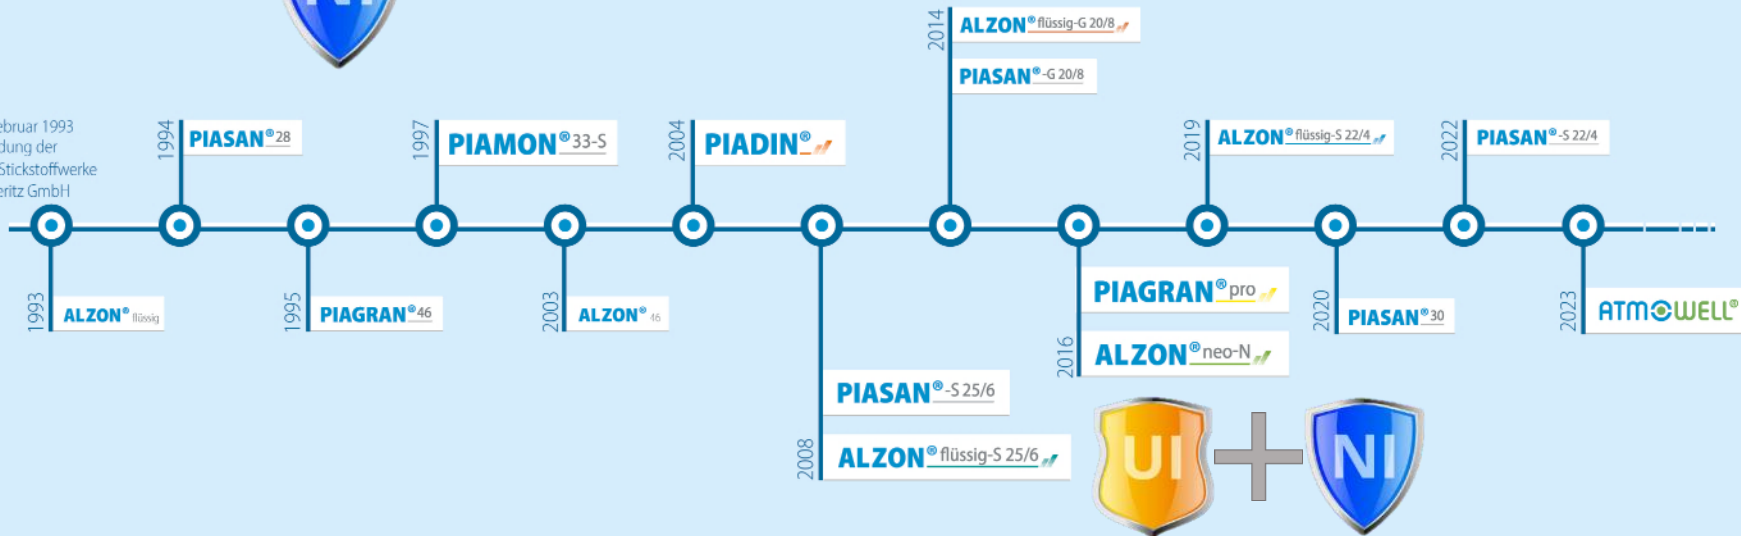 NI
2014
ALZON® flüssig-G 20/8
PIASAN®-G 20/8
ebruar 1993
dung der
Stickstoffwerke
eritz GmbH
1994
PIASAN® 28
1997
PIAMON® 33-S
2004
PIADIN®
2019
ALZON® flüssig-S 22/4
2022
PIASAN®-S 22/4
1993
ALZON® flüssig
1995
PIAGRAN® 46
2003
ALZON® 46
2008
PIASAN®-S 25/6
ALZON® flüssig-S 25/6
2016
PIAGRAN® pro
ALZON® neo-N
2020
PIASAN® 30
2023
ATMOWELL®
UI
NI